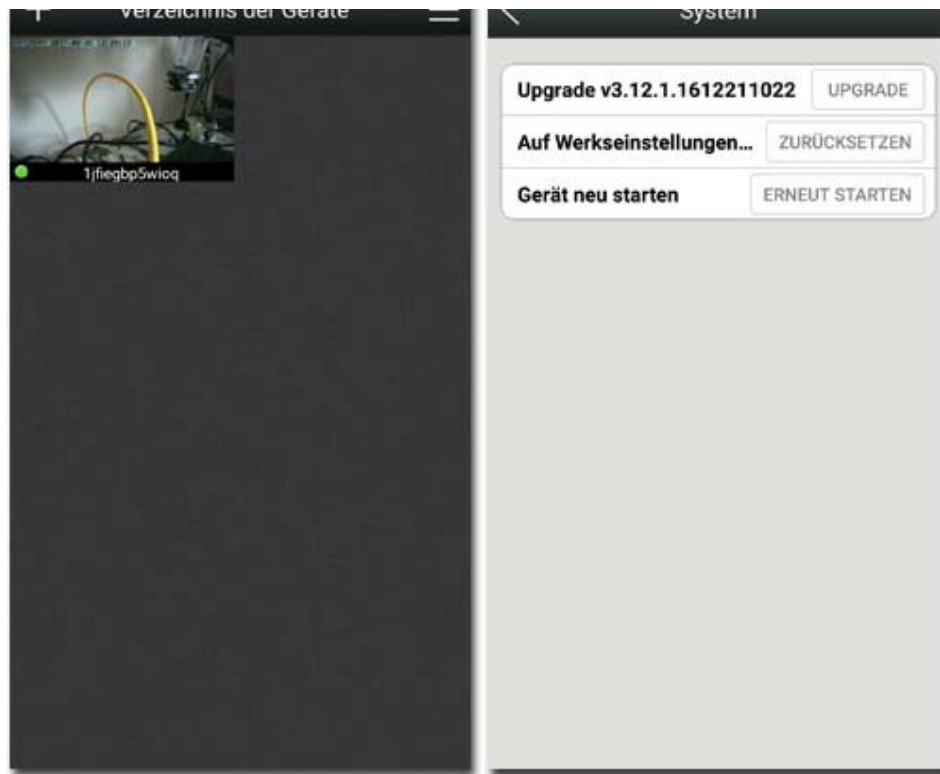 Verzeichnis der Geräte
1jfiegbp5wioq
System
Upgrade v3.12.1.1612211022 UPGRADE
Auf Werkseinstellungen... ZURÜCKSETZEN
Gerät neu starten ERNEUT STARTEN